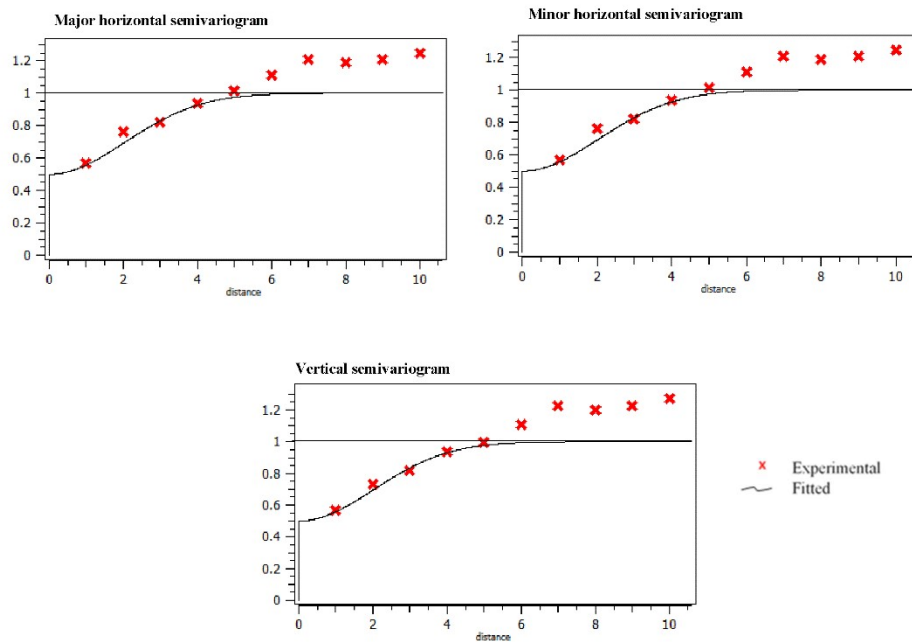 Major horizontal semivariogram
1.2
1
0.8
0.6
0.4
0.2
0
0 2 4 6 8 10
distance
Minor horizontal semivariogram
1.2
1
0.8
0.6
0.4
0.2
0
0 2 4 6 8 10
distance
Vertical semivariogram
1.2
1
0.8
0.6
0.4
0.2
0
0 2 4 6 8 10
distance
Experimental
Fitted